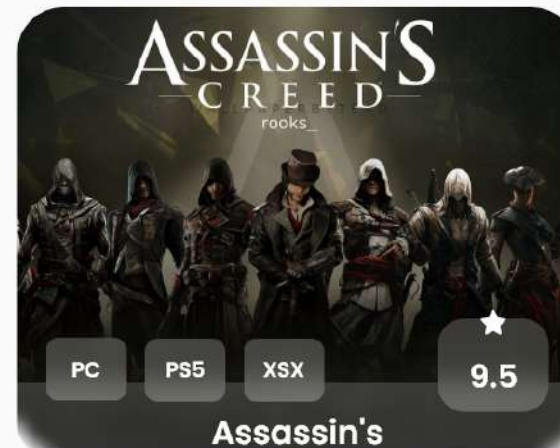 ASSASSIN'S
CREED
rooks_
PC PS5 XSX
9.5
Assassin's